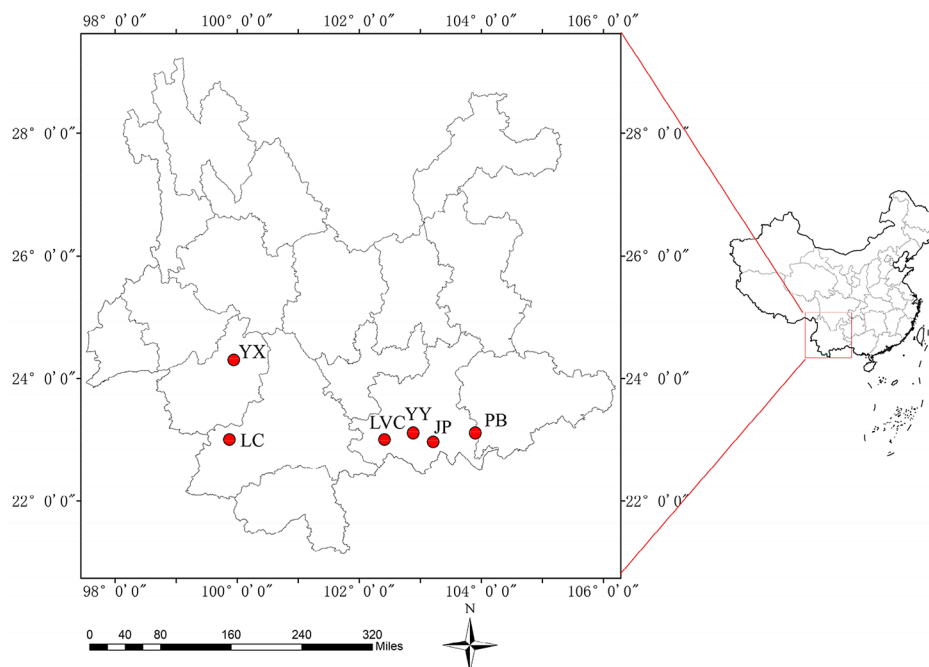 98° 0′0″ 100° 0′0″ 102° 0′0″ 104° 0′0″ 106° 0′0″
28° 0′0″ 28° 0′0″
26° 0′0″ 26° 0′0″
YX
24° 0′0″ 24° 0′0″
LVC YY JP PB
LC
22° 0′0″ 22° 0′0″
98° 0′0″ 100° 0′0″ 102° 0′0″ 104° 0′0″ 106° 0′0″
N
0 40 80 160 240 320
Miles